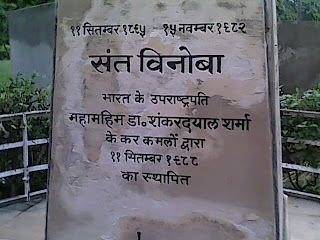 ११ सितम्बर १८९५ - १५ नवम्बर १९८२
संत विनोबा
भारत के उपराष्ट्रपति
महामहिम डॉ॰ शंकरदयाल शर्मा
के कर कमलों द्वारा
११ सितम्बर १९८८
का स्थापित